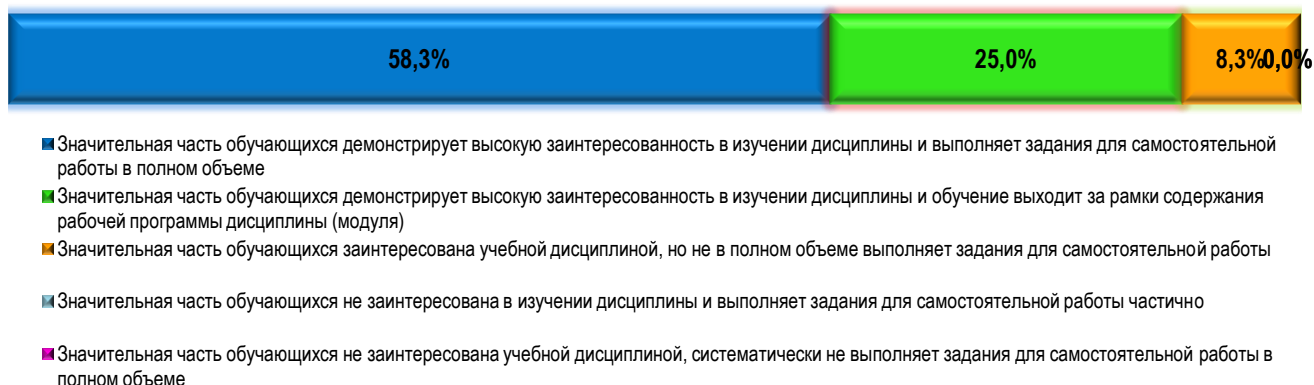 58,3% 25,0% 8,3% 0,0%
Значительная часть обучающихся демонстрирует высокую заинтересованность в изучении дисциплины и выполняет задания для самостоятельной
работы в полном объеме
Значительная часть обучающихся демонстрирует высокую заинтересованность в изучении дисциплины и обучение выходит за рамки содержания
рабочей программы дисциплины (модуля)
Значительная часть обучающихся заинтересована учебной дисциплиной, но не в полном объеме выполняет задания для самостоятельной работы
Значительная часть обучающихся не заинтересована в изучении дисциплины и выполняет задания для самостоятельной работы частично
Значительная часть обучающихся не заинтересована учебной дисциплиной, систематически не выполняет задания для самостоятельной работы в
полном объеме